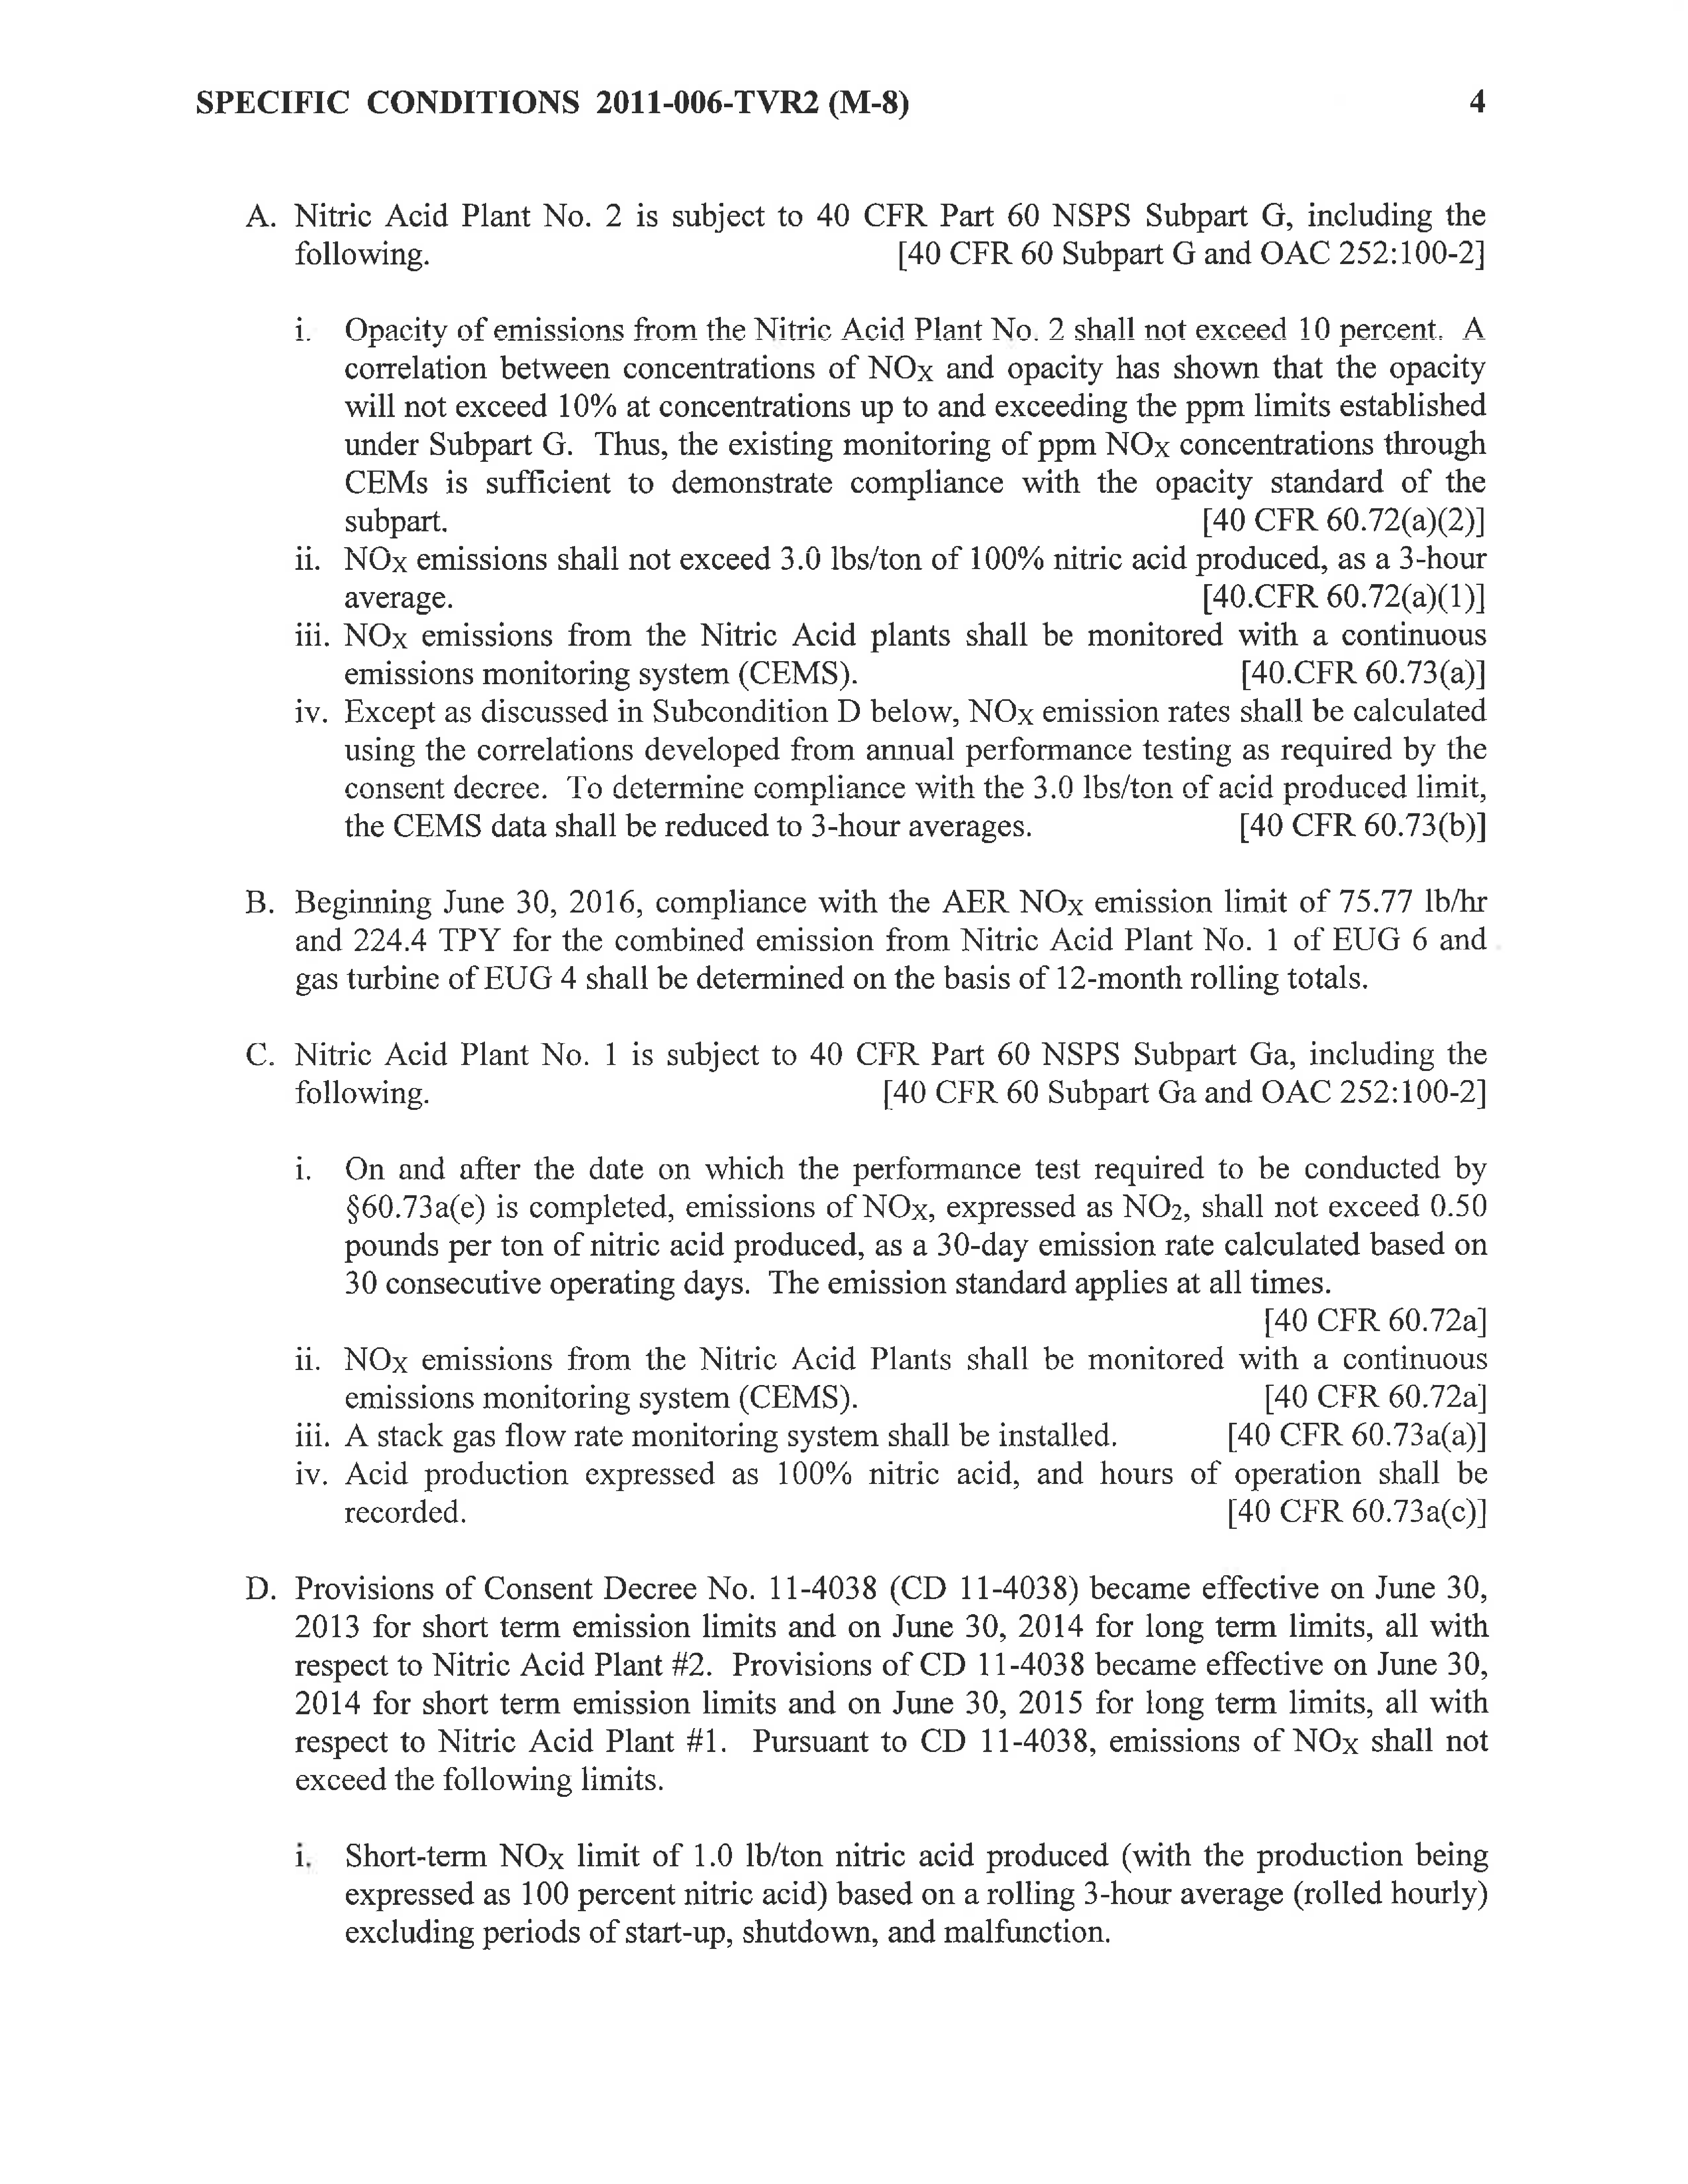 SPECIFIC CONDITIONS 2011-006-TVR2 (M-8) 4
A. Nitric Acid Plant No. 2 is subject to 40 CFR Part 60 NSPS Subpart G, including the
following. [40 CFR 60 Subpart G and OAC 252:100-2]
i. Opacity of emissions from the Nitric Acid Plant No. 2 shall not exceed 10 percent. A
correlation between concentrations of NOX and opacity has shown that the opacity
will not exceed 10% at concentrations up to and exceeding the ppm limits established
under Subpart G. Thus, the existing monitoring of ppm NOX concentrations through
CEMs is sufficient to demonstrate compliance with the opacity standard of the
subpart. [40 CFR 60.72(a)(2)]
ii. NOX emissions shall not exceed 3.0 lbs/ton of 100% nitric acid produced, as a 3-hour
average. [40.CFR 60.72(a)(1)]
iii. NOX emissions from the Nitric Acid plants shall be monitored with a continuous
emissions monitoring system (CEMS). [40.CFR 60.73(a)]
iv. Except as discussed in Subcondition D below, NOX emission rates shall be calculated
using the correlations developed from annual performance testing as required by the
consent decree. To determine compliance with the 3.0 lbs/ton of acid produced limit,
the CEMS data shall be reduced to 3-hour averages. [40 CFR 60.73(b)]
B. Beginning June 30, 2016, compliance with the AER NOX emission limit of 75.77 lb/hr
and 224.4 TPY for the combined emission from Nitric Acid Plant No. 1 of EUG 6 and
gas turbine of EUG 4 shall be determined on the basis of 12-month rolling totals.
C. Nitric Acid Plant No. 1 is subject to 40 CFR Part 60 NSPS Subpart Ga, including the
following. [40 CFR 60 Subpart Ga and OAC 252:100-2]
i. On and after the date on which the performance test required to be conducted by
§60.73a(e) is completed, emissions of NOX, expressed as NO2, shall not exceed 0.50
pounds per ton of nitric acid produced, as a 30-day emission rate calculated based on
30 consecutive operating days. The emission standard applies at all times.
[40 CFR 60.72a]
ii. NOX emissions from the Nitric Acid Plants shall be monitored with a continuous
emissions monitoring system (CEMS). [40 CFR 60.72a]
iii. A stack gas flow rate monitoring system shall be installed. [40 CFR 60.73a(a)]
iv. Acid production expressed as 100% nitric acid, and hours of operation shall be
recorded. [40 CFR 60.73a(c)]
D. Provisions of Consent Decree No. 11-4038 (CD 11-4038) became effective on June 30,
2013 for short term emission limits and on June 30, 2014 for long term limits, all with
respect to Nitric Acid Plant #2. Provisions of CD 11-4038 became effective on June 30,
2014 for short term emission limits and on June 30, 2015 for long term limits, all with
respect to Nitric Acid Plant #1. Pursuant to CD 11-4038, emissions of NOX shall not
exceed the following limits.
i. Short-term NOX limit of 1.0 lb/ton nitric acid produced (with the production being
expressed as 100 percent nitric acid) based on a rolling 3-hour average (rolled hourly)
excluding periods of start-up, shutdown, and malfunction.